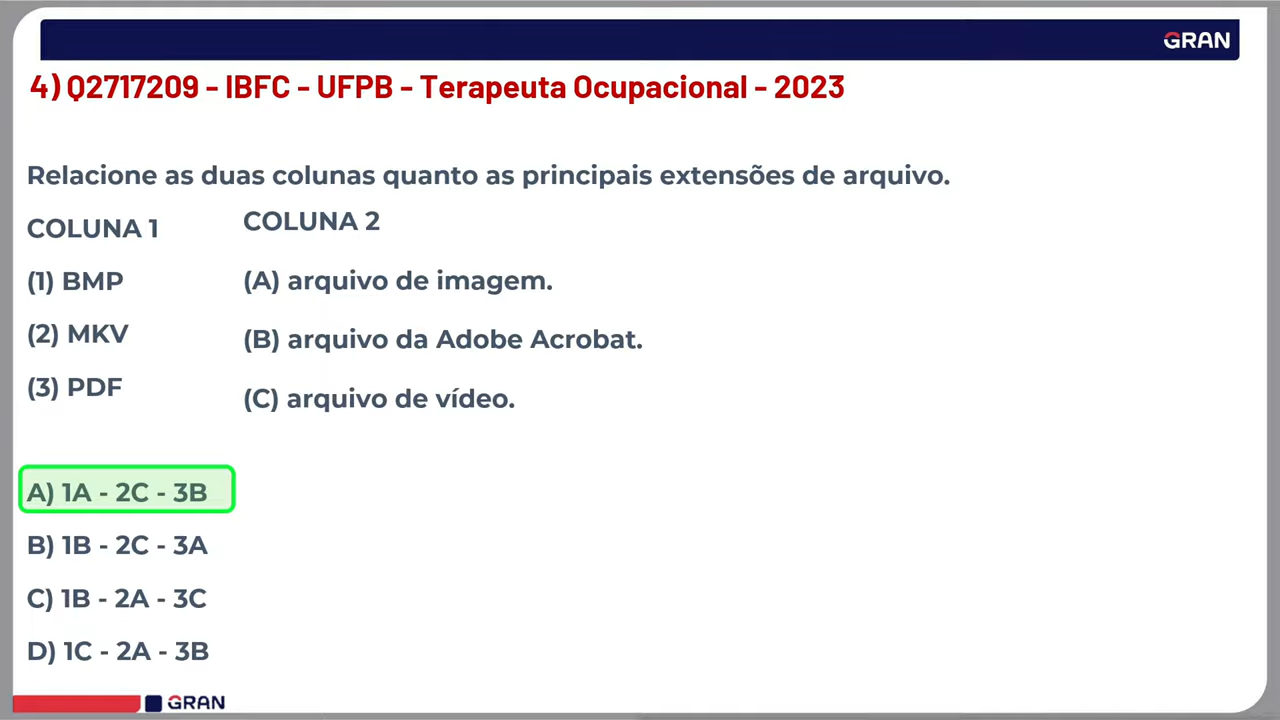 GRAN
4) Q2717209 - IBFC - UFPB - Terapeuta Ocupacional - 2023
Relacione as duas colunas quanto as principais extensões de arquivo.
COLUNA 1
(1) BMP
(2) MKV
(3) PDF
COLUNA 2
(A) arquivo de imagem.
(B) arquivo da Adobe Acrobat.
(C) arquivo de vídeo.
A) 1A - 2C - 3B
B) 1B - 2C - 3A
C) 1B - 2A - 3C
D) 1C - 2A - 3B
GRAN